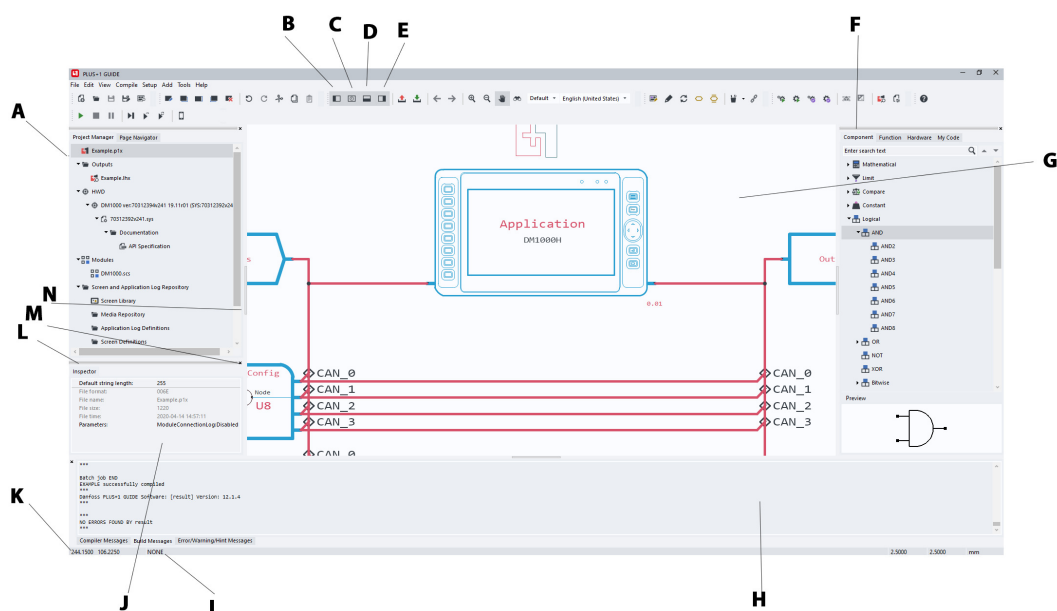 B
C
D
E
F
PLUS+1 GUIDE
File Edit View Compile Setup Add Tools Help
Default English (United States)
A
Project Manager Page Navigator
Example.p1x
Outputs
Example.lhx
HWD
DM1000 ver:70312394v241 19.11r01 (SYS:70312392v24
70312392v241.sys
Documentation
API Specification
Modules
DM1000.scs
Screen and Application Log Repository
Screen Library
Media Repository
Application Log Definitions
Screen Definitions
N
M
L
Inspector
Default string length: 255
File format: 006E
File name: Example.p1x
File size: 1220
File time: 2020-04-14 14:57:11
Parameters: ModuleConnectionLogiDisabled
Application
DM1000H
0.01
s
Out
Config
Node
U8
CAN_0
CAN_1
CAN_2
CAN_3
CAN_0
CAN_0
CAN_1
CAN_2
CAN_3
CAN_0
Component Function Hardware My Code
Enter search text
Mathematical
Limit
Compare
Constant
Logical
AND
AND2
AND3
AND4
AND5
AND6
AND7
AND8
OR
NOT
XOR
Bitwise
Preview
G
***
Batch job END
EXAMPLE successfully compiled
***
Danfoss PLUS+1 GUIDE Software: (result) Version: 12.1.4
***
***
NO ERRORS FOUND BY result
***
Compiler Messages Build Messages Error/Warning/Hint Messages
K
244.1500 106.2250 NONE 2.5000 2.5000 mm
J
I
H